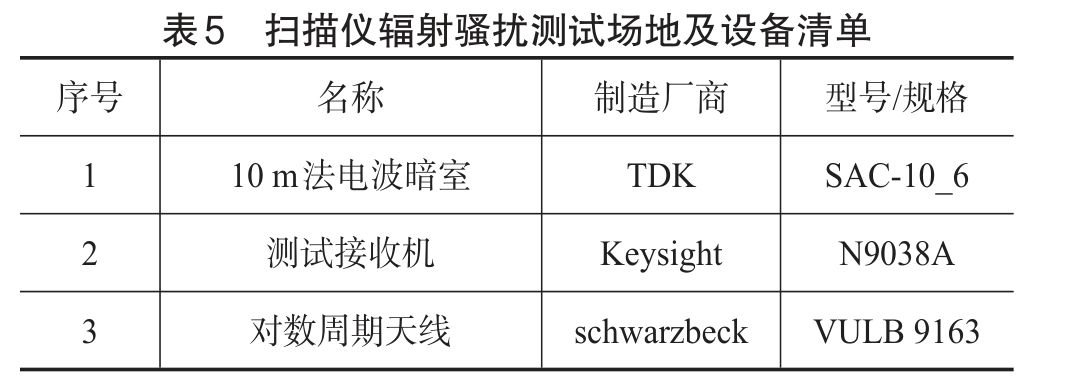 表5 扫描仪辐射骚扰测试场地及设备清单
序号 名称 制造厂商 型号/规格
1 10 m法电波暗室 TDK SAC-10_6
2 测试接收机 Keysight N9038A
3 对数周期天线 schwarzbeck VULB 9163